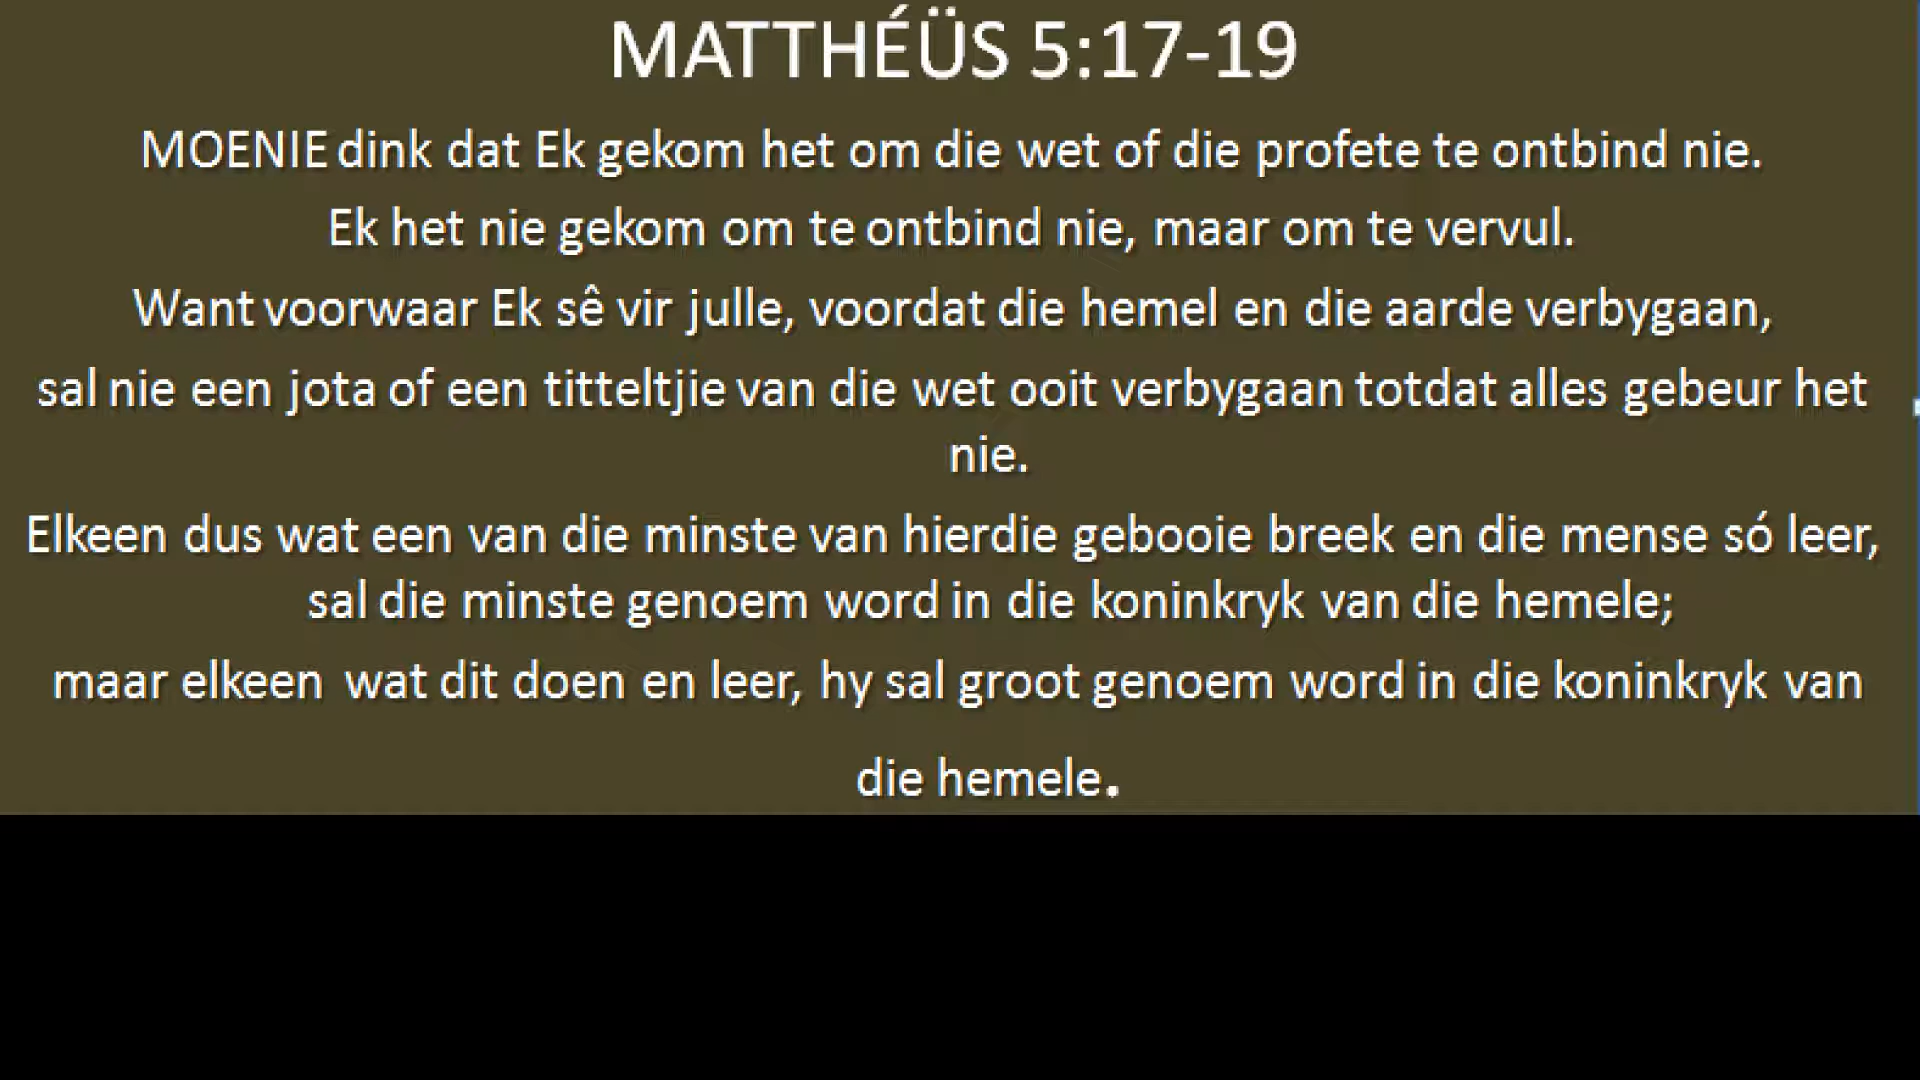 MATTHÉÜS 5:17-19
MOENIE dink dat Ek gekom het om die wet of die profete te ontbind nie.
Ek het nie gekom om te ontbind nie, maar om te vervul.
Want voorwaar Ek sê vir julle, voordat die hemel en die aarde verbygaan,
sal nie een jota of een titteltjie van die wet ooit verbygaan totdat alles gebeur het
nie.
Elkeen dus wat een van die minste van hierdie gebooie breek en die mense só leer,
sal die minste genoem word in die koninkryk van die hemele;
maar elkeen wat dit doen en leer, hy sal groot genoem word in die koninkryk van
die hemele.